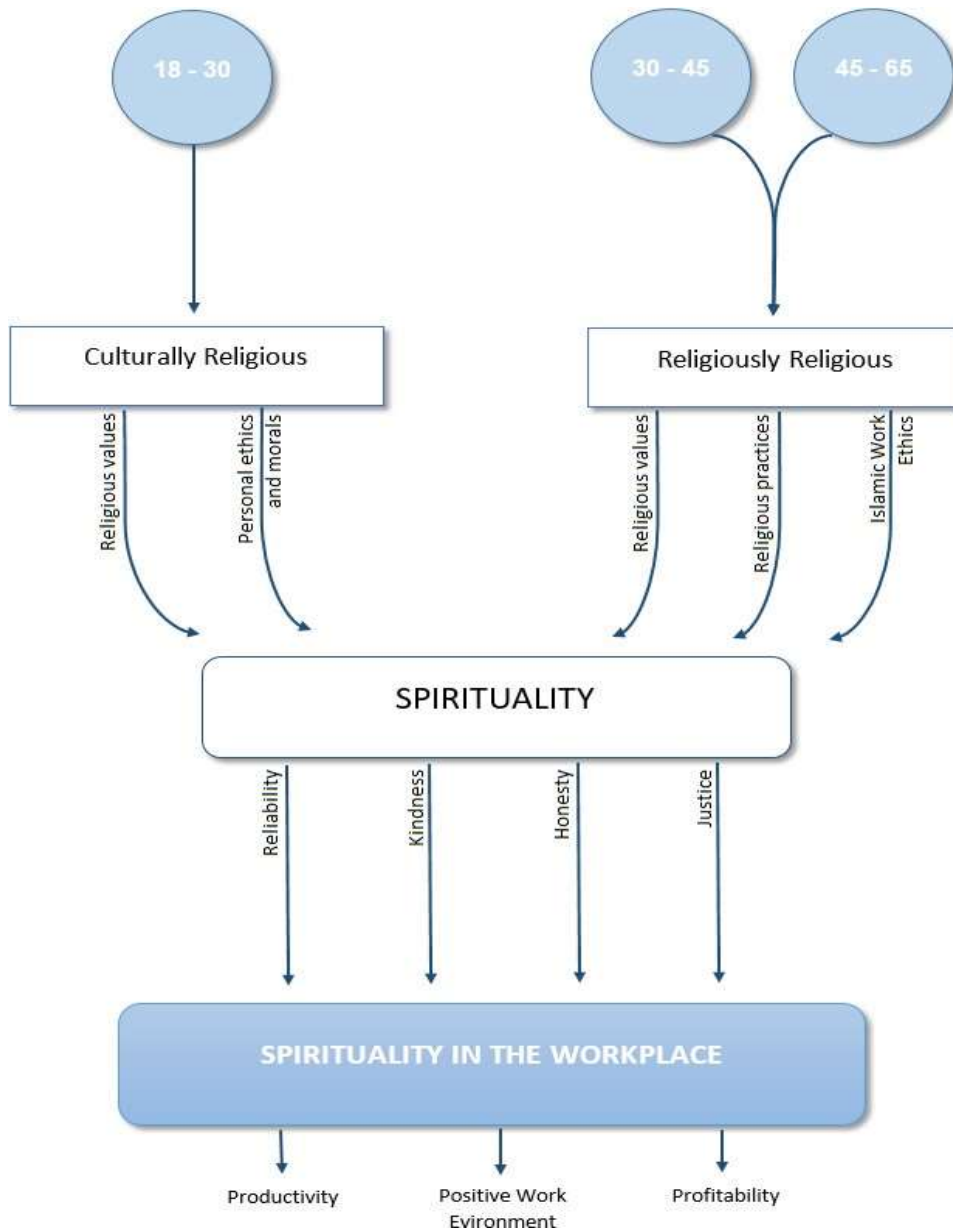 18 - 30
30 - 45
45 - 65
Culturally Religious
Religiously Religious
Religious values
Personal ethics
and morals
Religious values
Religious practices
Islamic Work
Ethics
SPIRITUALITY
Reliability
Kindness
Honesty
Justice
SPIRITUALITY IN THE WORKPLACE
Productivity
Positive Work
Evironment
Profitability